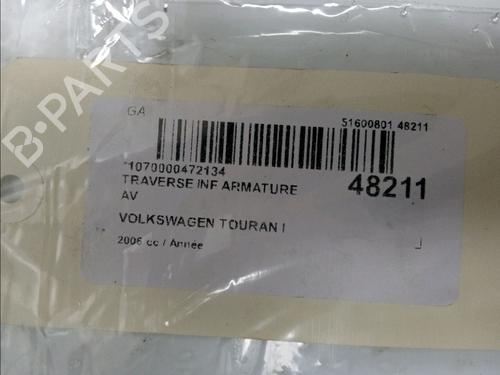 B-PARTS
GA
51600801 48211
*1070000472134
TRAVERSE INF ARMATURE
48211
AV
VOLKSWAGEN TOURAN I
2006 cc / Année